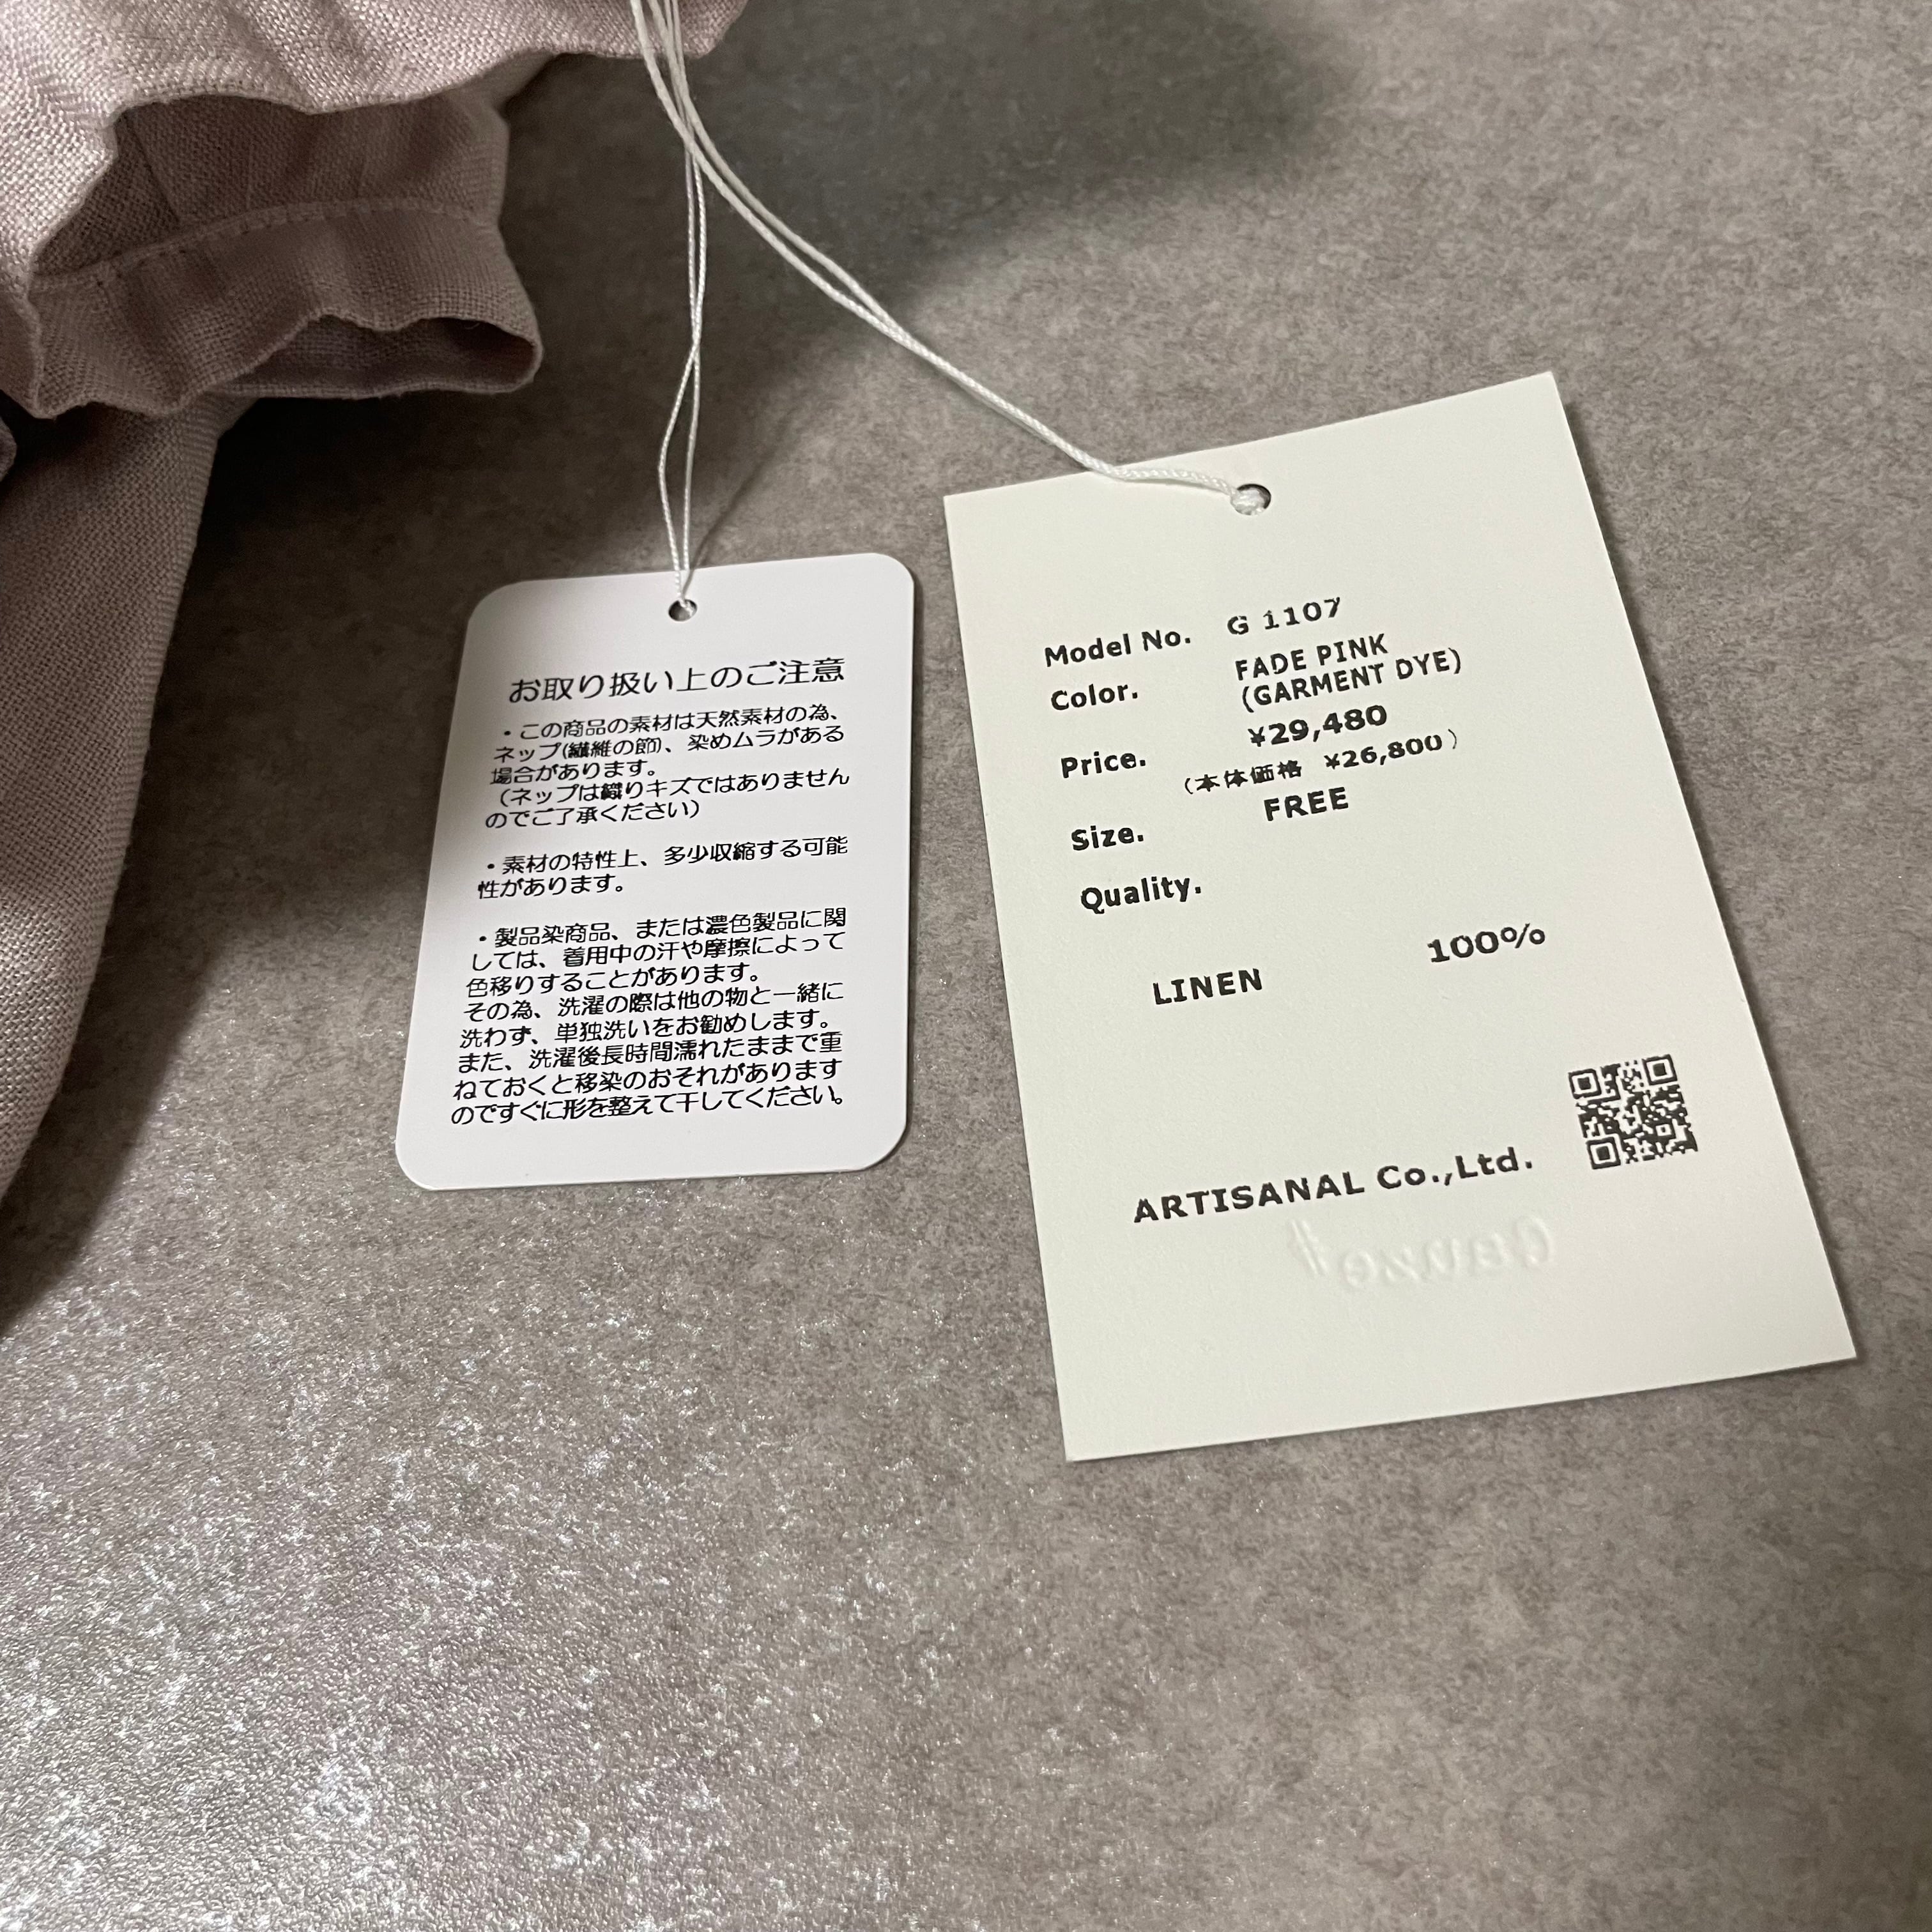 お取り扱い上のご注意
・この商品の素材は天然素材の為、
ネップ(繊維の節)、染めムラがある
場合があります。
（ネップは織りキズではありません
のでご了承ください）
・素材の特性上、多少収縮する可能
性があります。
・製品染商品、または濃色製品に関
しては、着用中の汗や摩擦によって
色移りすることがあります。
その為、洗濯の際は他の物と一緒に
洗わず、単独洗いをお勧めします。
また、洗濯後長時間濡れたままで重
ねておくと移染のおそれがあります
のですぐに形を整えて干してください。
Model No. G 1107
Color. FADE PINK
(GARMENT DYE)
Price. ¥29,480
（本体価格 ¥26,800）
Size. FREE
Quality.
LINEN 100%
ARTISANAL Co.,Ltd.
Gauze#